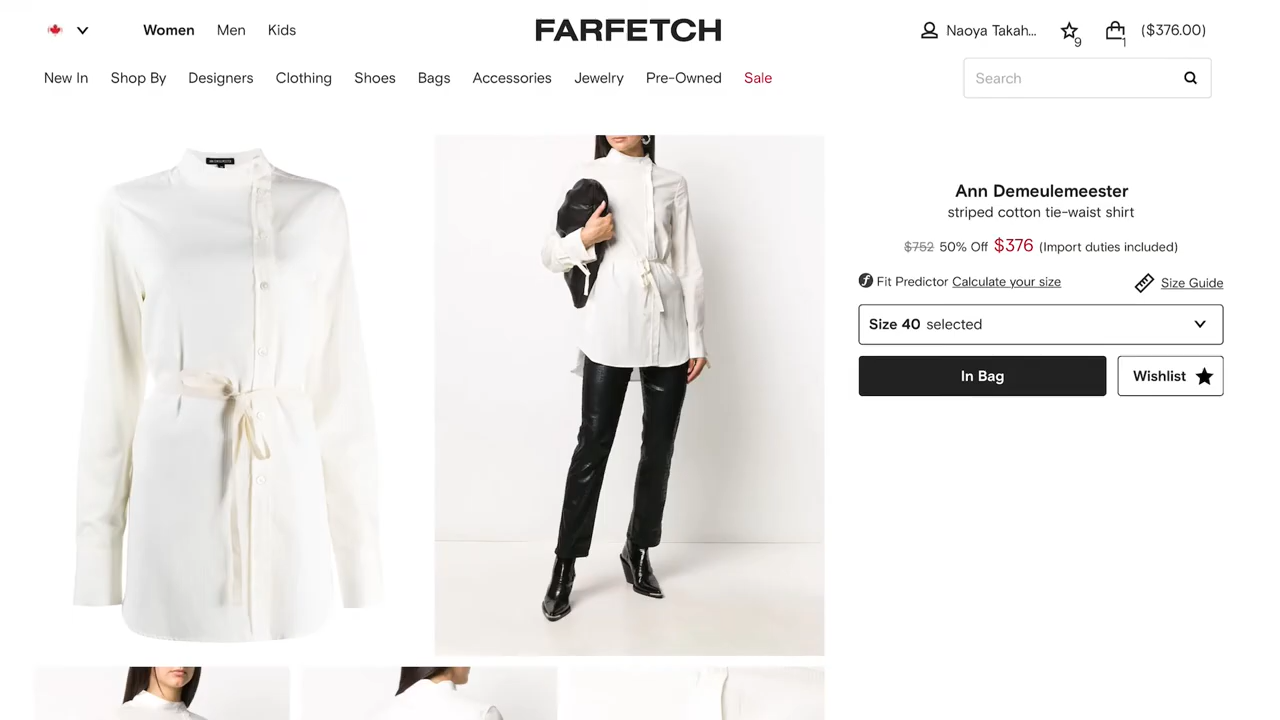 Women Men Kids
FARFETCH
Naoya Takah...
9
1
($376.00)
New In Shop By Designers Clothing Shoes Bags Accessories Jewelry Pre-Owned Sale
Search
Ann Demeulemeester
striped cotton tie-waist shirt
$752 50% Off $376 (Import duties included)
Fit Predictor Calculate your size
Size Guide
Size 40 selected
In Bag
Wishlist